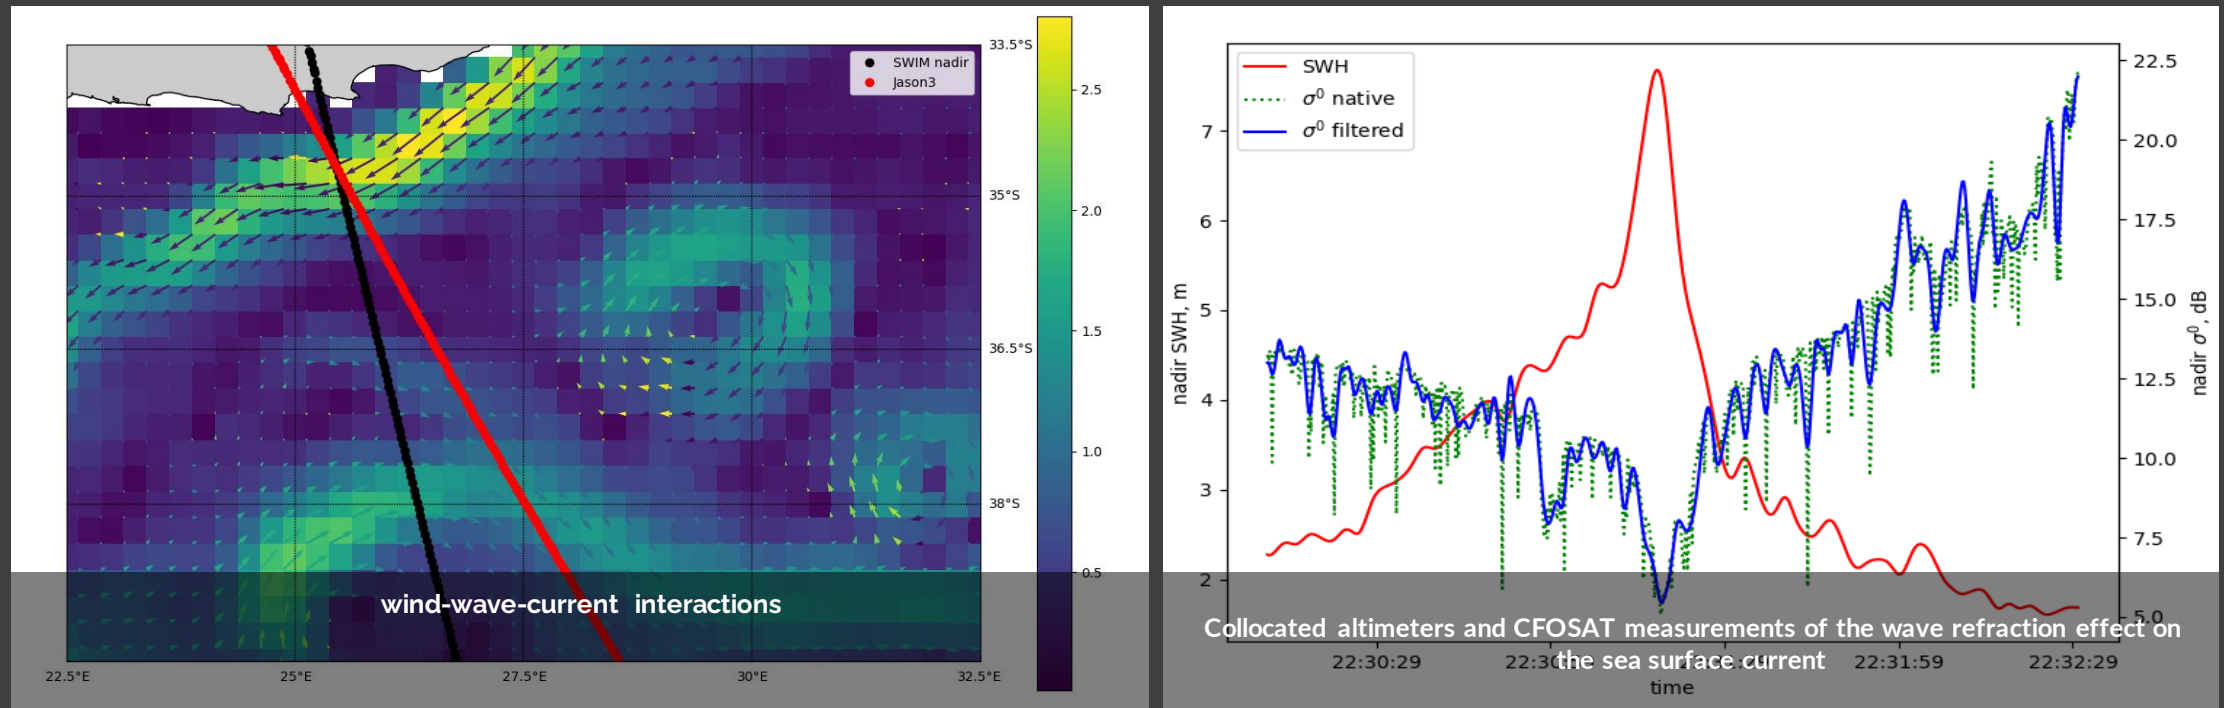 SWIM nadir
Jason3
33.5°S
35°S
36.5°S
38°S
2.5
2.0
1.5
1.0
0.5
wind-wave-current interactions
22.5°E
25°E
27.5°E
30°E
32.5°E
SWH
σ⁰ native
σ⁰ filtered
7
6
5
4
3
2
nadir SWH, m
22.5
20.0
17.5
15.0
12.5
10.0
7.5
5.0
nadir σ⁰, dB
Collocated altimeters and CFOSAT measurements of the wave refraction effect on
the sea surface current
22:30:29
22:31:59
22:32:29
time